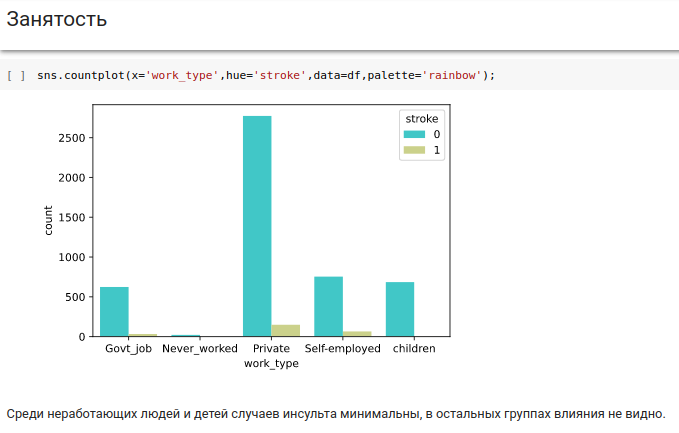 Занятость
[ ] sns.countplot(x='work_type',hue='stroke',data=df,palette='rainbow');
stroke
0
1
2500
2000
1500
1000
500
0
count
Govt_job Never_worked Private Self-employed children
work_type
Среди неработающих людей и детей случаев инсульта минимальны, в остальных группах влияния не видно.